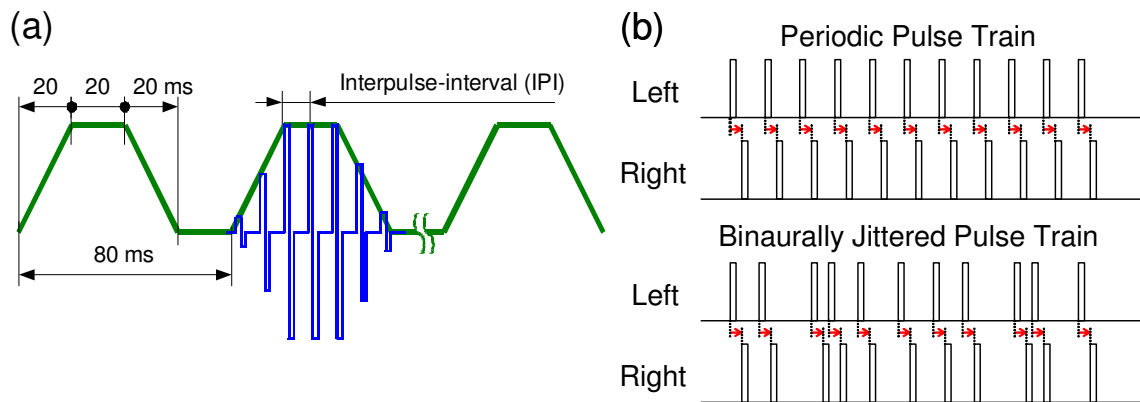 (a)
20
20
20 ms
Interpulse-interval (IPI)
80 ms
(b)
Periodic Pulse Train
Left
Right
Binaurally Jittered Pulse Train
Left
Right